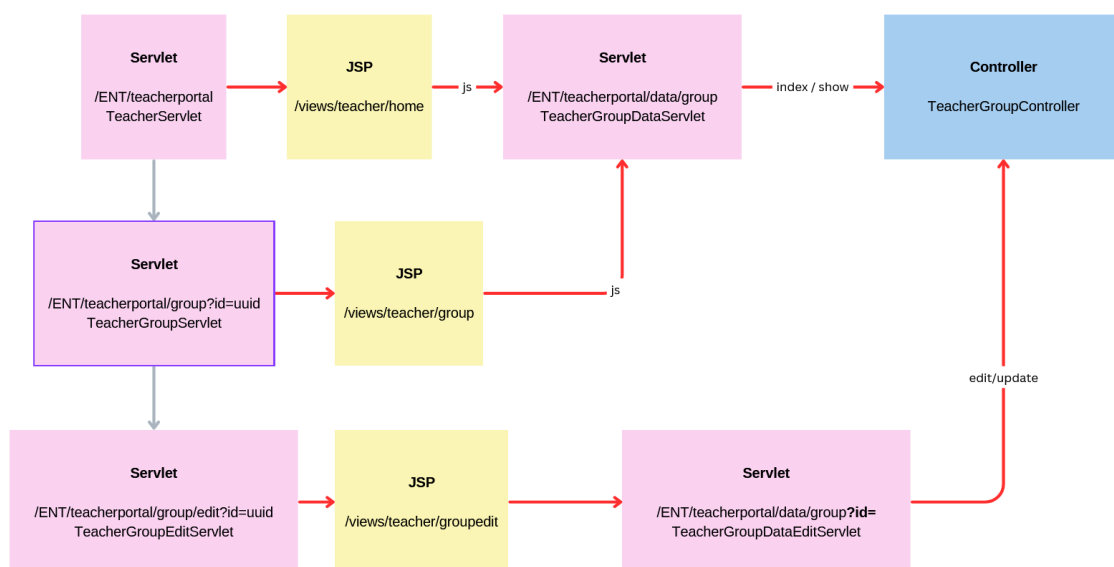 Servlet
/ENT/teacherportal
TeacherServlet
JSP
/views/teacher/home
js
Servlet
/ENT/teacherportal/data/group
TeacherGroupDataServlet
index / show
Controller
TeacherGroupController
Servlet
/ENT/teacherportal/group?id=uuid
TeacherGroupServlet
JSP
/views/teacher/group
js
edit/update
Servlet
/ENT/teacherportal/group/edit?id=uuid
TeacherGroupEditServlet
JSP
/views/teacher/groupedit
Servlet
/ENT/teacherportal/data/group?id=
TeacherGroupDataEditServlet